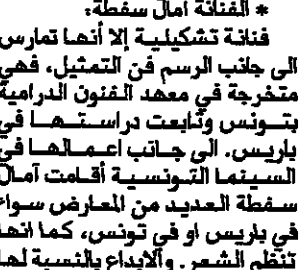 * الفنانة آمال سفطة:
فنانة تشكيلية إلا أنها تمارس
الى جانب الرسم فن التمثيل، فهي
متخرجة في معهد الفنون الدرامية
بتونس وتابعت دراستها في
باريس. الى جانب اعمالها في
السينما التونسية أقامت آمال
سفطة العديد من المعارض سواء
في باريس او في تونس، كما انها
تنظم الشعر. والابداع بالنسبة لها